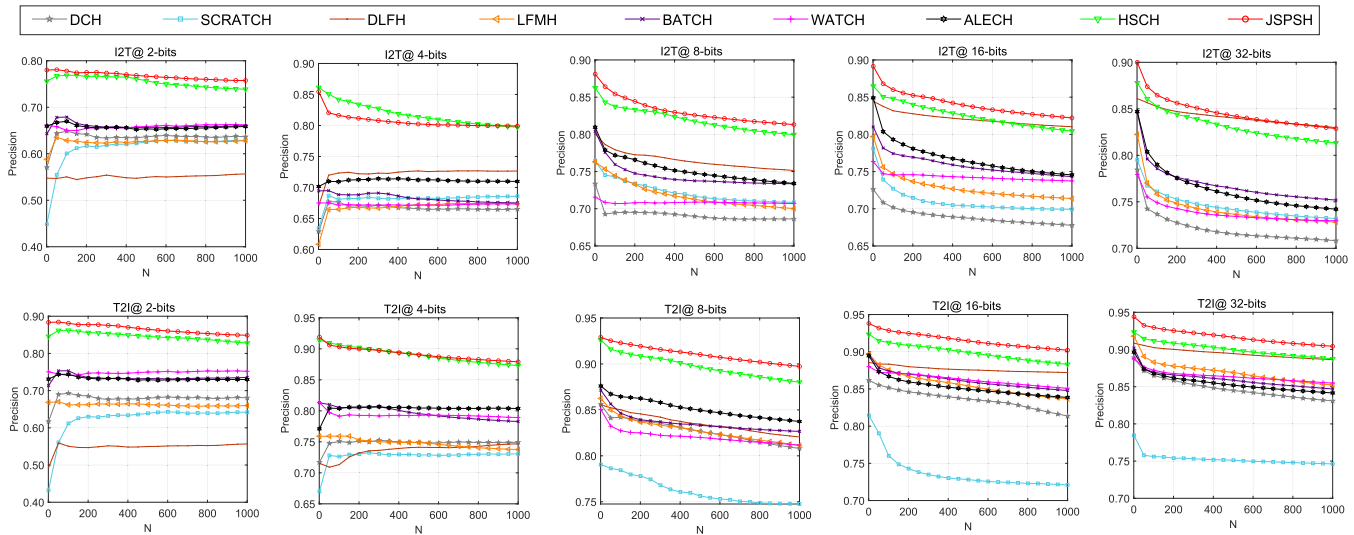 DCH SCRATCH DLFH LFMH BATCH WATCH ALECH HSCH JSPSH
I2T@ 2-bits
0.80
0.70
0.60
0.50
0.40
Precision
0 200 400 600 800 1000
N
I2T@ 4-bits
0.90
0.85
0.80
0.75
0.70
0.65
0.60
Precision
0 200 400 600 800 1000
N
I2T@ 8-bits
0.90
0.85
0.80
0.75
0.70
0.65
Precision
0 200 400 600 800 1000
N
I2T@ 16-bits
0.90
0.85
0.80
0.75
0.70
0.65
Precision
0 200 400 600 800 1000
N
I2T@ 32-bits
0.90
0.85
0.80
0.75
0.70
Precision
0 200 400 600 800 1000
N
T2I@ 2-bits
0.90
0.80
0.70
0.60
0.50
0.40
Precision
0 200 400 600 800 1000
N
T2I@ 4-bits
0.95
0.90
0.85
0.80
0.75
0.70
0.65
Precision
0 200 400 600 800 1000
N
T2I@ 8-bits
0.95
0.90
0.85
0.80
0.75
Precision
0 200 400 600 800 1000
N
T2I@ 16-bits
0.95
0.90
0.85
0.80
0.75
0.70
Precision
0 200 400 600 800 1000
N
T2I@ 32-bits
0.95
0.90
0.85
0.80
0.75
0.70
Precision
0 200 400 600 800 1000
N